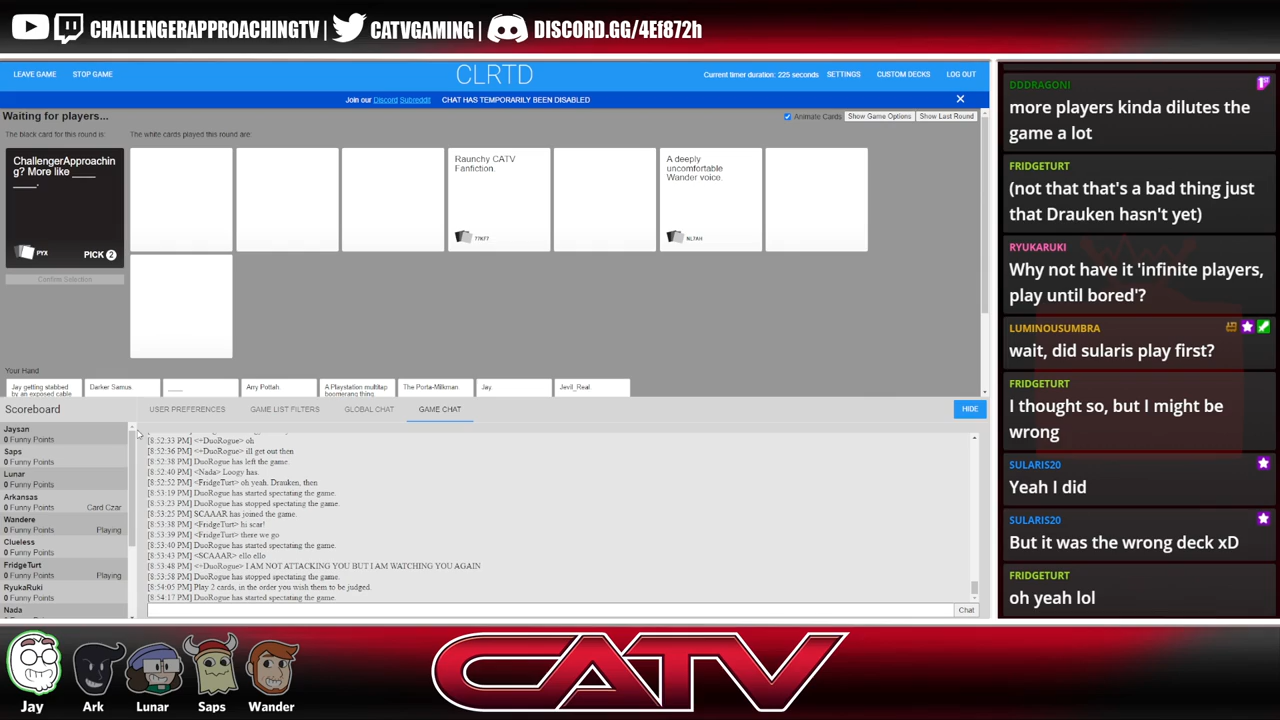 CHALLENGERAPPROACHINGTV | CATVGAMING | DISCORD.GG/4Ef872h
LEAVE GAME STOP GAME CLRTD Current timer duration: 225 seconds SETTINGS CUSTOM DECKS LOG OUT
Join our Discord Subreddit CHAT HAS TEMPORARILY BEEN DISABLED
Waiting for players... Animate Cards Show Game Options Show Last Round
The black card for this round is: The white cards played this round are:
ChallengerApproachin
g? More like ____
____.
PYX PICK 2
Confirm Selection
Raunchy CATV
Fanfiction.
77KF7
A deeply
uncomfortable
Wander voice.
NLTAH
Your Hand
Jay getting stabbed
by an exposed cable
Darker Samus
____
Arry Pottah.
A Playstation multitap
boomerang thing
The Porta-Milkman
Jay.
Jevil_Real.
Scoreboard USER PREFERENCES GAME LIST FILTERS GLOBAL CHAT GAME CHAT HIDE
Jaysan
0 Funny Points
Saps
0 Funny Points
Lunar
0 Funny Points
Arkansas
0 Funny Points Card Czar
Wandere
0 Funny Points Playing
Clueless
0 Funny Points
FridgeTurt
0 Funny Points Playing
RyukaRuki
0 Funny Points
Nada
0 Funny Points
[8:52:33 PM] <+DuoRogue> oh
[8:52:36 PM] <+DuoRogue> ill get out then
[8:52:38 PM] DuoRogue has left the game.
[8:52:40 PM] <Nada> Loogy has.
[8:52:52 PM] <FridgeTurt> oh yeah, Drauken, then
[8:53:19 PM] DuoRogue has started spectating the game.
[8:53:23 PM] DuoRogue has stopped spectating the game.
[8:53:25 PM] SCAAAR has joined the game.
[8:53:38 PM] <FridgeTurt> hi scar!
[8:53:39 PM] <FridgeTurt> there we go
[8:53:40 PM] DuoRogue has started spectating the game.
[8:53:43 PM] <SCAAAR> ello ello
[8:53:48 PM] <+DuoRogue> I AM NOT ATTACKING YOU BUT I AM WATCHING YOU AGAIN
[8:53:58 PM] DuoRogue has stopped spectating the game.
[8:54:05 PM] Play 2 cards, in the order you wish them to be judged.
[8:54:17 PM] DuoRogue has started spectating the game.
Chat
DDDRAGONI
more players kinda dilutes the
game a lot
FRIDGETURT
(not that that's a bad thing just
that Drauken hasn't yet)
RYUKARUKI
Why not have it 'infinite players,
play until bored'?
LUMINOUSUMBRA
wait, did sularis play first?
FRIDGETURT
I thought so, but I might be
wrong
SULARIS20
Yeah I did
SULARIS20
But it was the wrong deck xD
FRIDGETURT
oh yeah lol
Jay Ark Lunar Saps Wander
CATV